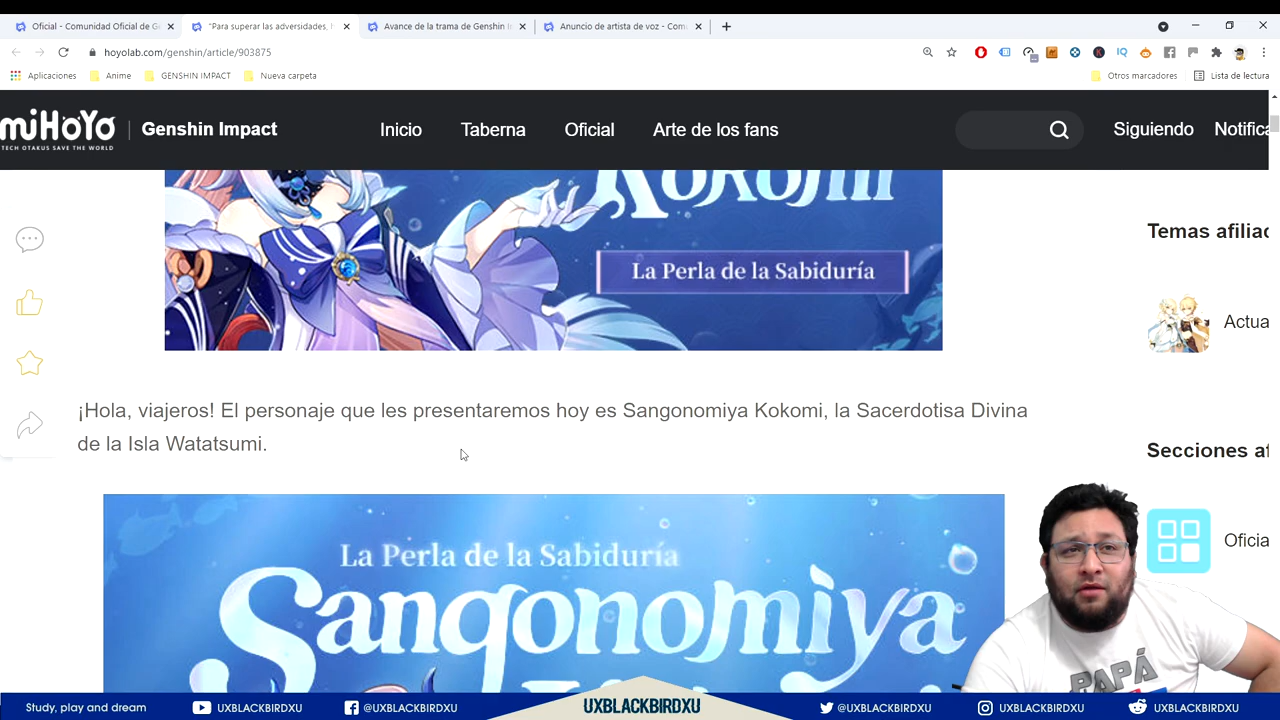 Oficial - Comunidad Oficial de G
"Para superar las adversidades,
Avance de la trama de Genshin I
Anuncio de artista de voz - Com
hoyolab.com/genshin/article/903875
Aplicaciones
Anime
GENSHIN IMPACT
Nueva carpeta
Otros marcadores
Lista de lectura
miHoYo
TECH OTAKUS SAVE THE WORLD
Genshin Impact
Inicio
Taberna
Oficial
Arte de los fans
Siguiendo
Notifica
Kokomi
La Perla de la Sabiduría
Temas afiliad
Actua
¡Hola, viajeros! El personaje que les presentaremos hoy es Sangonomiya Kokomi, la Sacerdotisa Divina
de la Isla Watatsumi.
Secciones af
Oficia
La Perla de la Sabiduría
Sangonomiya
PAPÁ
Study, play and dream
UXBLACKBIRDXU
@UXBLACKBIRDXU
UXBLACKBIRDXU
@UXBLACKBIRDXU
UXBLACKBIRDXU
UXBLACKBIRDXU